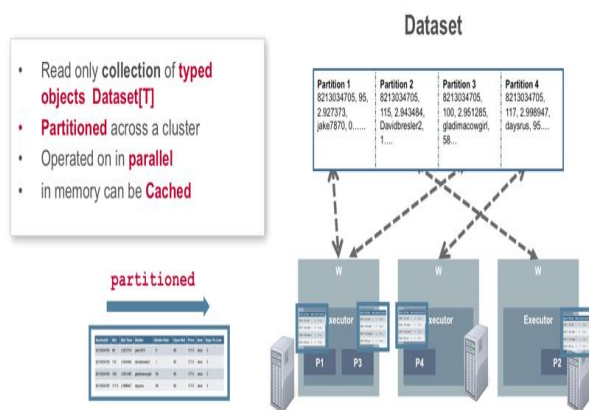 Dataset
Read only collection of typed
objects Dataset[T]
Partitioned across a cluster
Operated on in parallel
in memory can be Cached
Partition 1
8213034705, 95,
2.927373,
jake7870, 0……
Partition 2
8213034705,
115, 2.943484,
Davidbresler2,
1….
Partition 3
8213034705,
100, 2.951285,
gladimacowgirl,
58…
Partition 4
8213034705,
117, 2.998947,
daysrus, 95….
partitioned
W
xecutor
P1
P3
W
xecutor
P4
W
Executor
P2